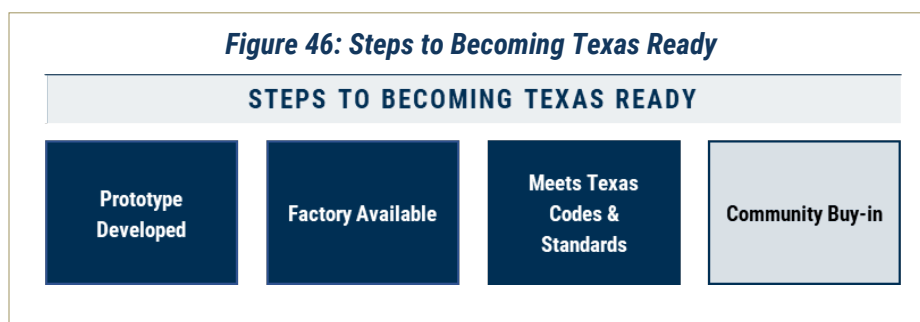 Figure 46: Steps to Becoming Texas Ready
STEPS TO BECOMING TEXAS READY
Prototype
Developed
Factory Available
Meets Texas
Codes &
Standards
Community Buy-in